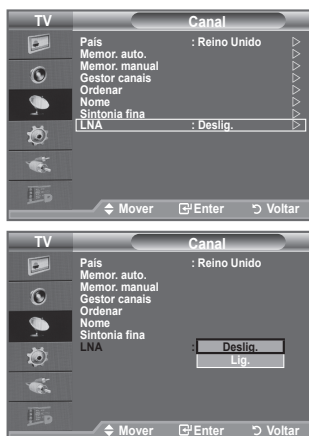 TV Canal
País : Reino Unido
Memor. auto.
Memor. manual
Gestor canais
Ordenar
Nome
Sintonia fina
LNA : Deslig.
Mover Enter Voltar
TV Canal
País : Reino Unido
Memor. auto.
Memor. manual
Gestor canais
Ordenar
Nome
Sintonia fina
LNA : Deslig.
Lig.
Mover Enter Voltar